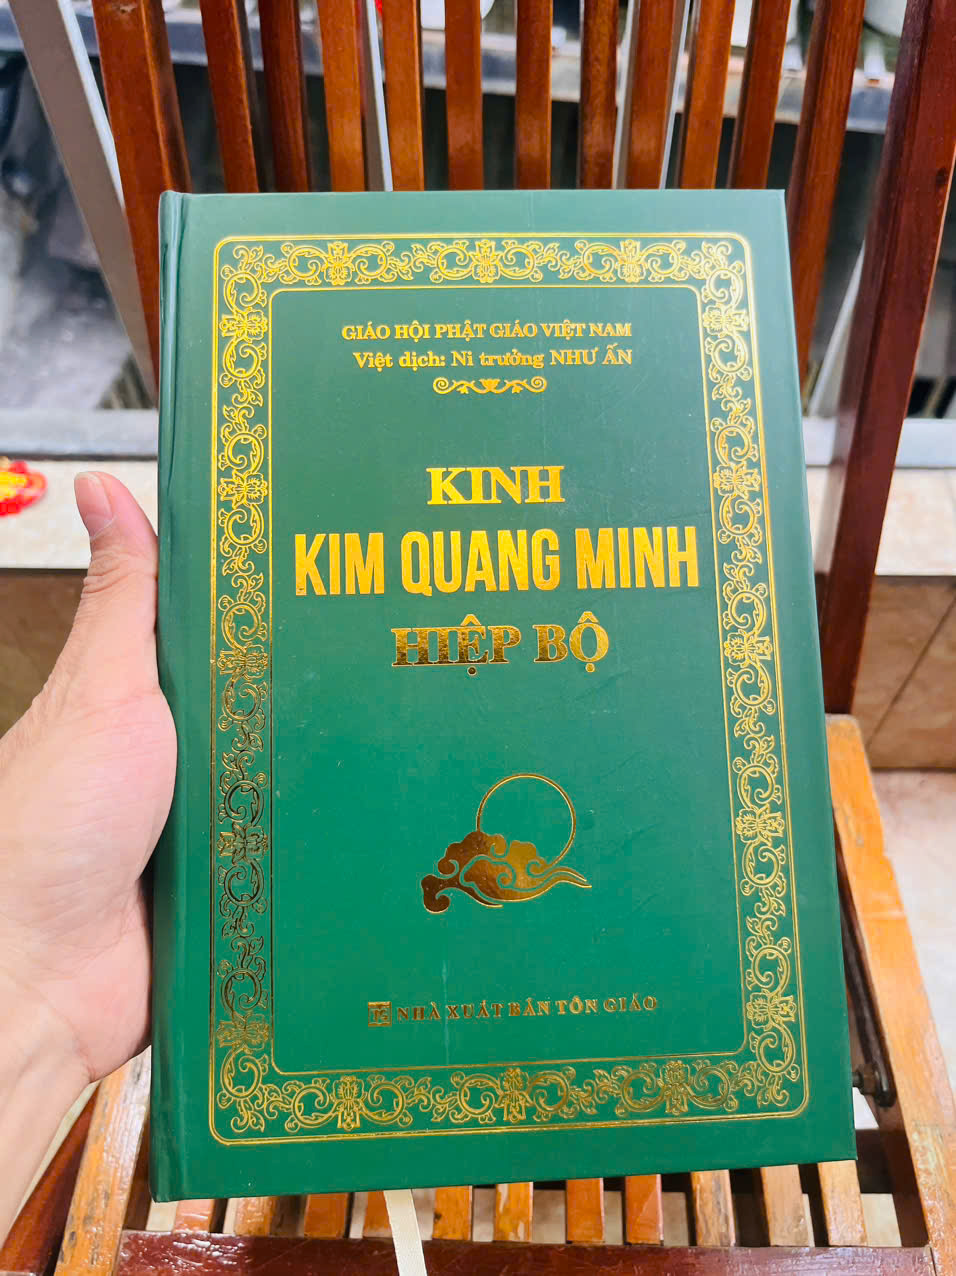 GIÁO HỘI PHẬT GIÁO VIỆT NAM
Việt dịch: Ni trưởng NHƯ ẤN
KINH
KIM QUANG MINH
HIỆP BỘ
NHÀ XUẤT BẢN TÔN GIÁO